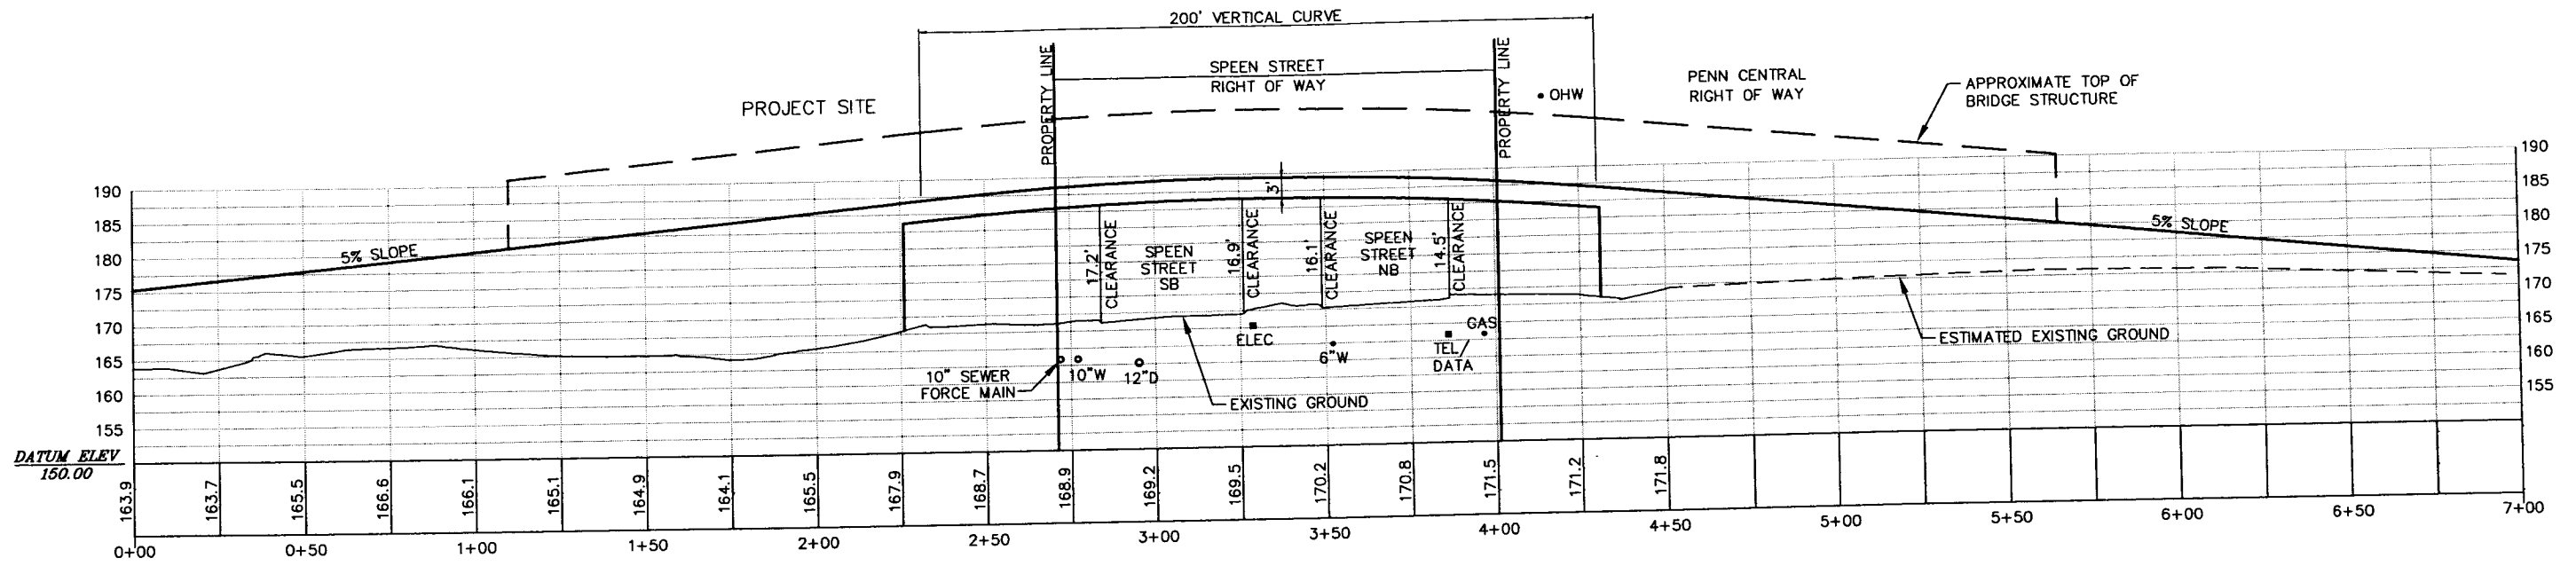 200' VERTICAL CURVE
PROPERTY LINE
SPEEN STREET
RIGHT OF WAY
PROPERTY LINE
OHW
PENN CENTRAL
RIGHT OF WAY
APPROXIMATE TOP OF
BRIDGE STRUCTURE
PROJECT SITE
190
185
180
175
170
165
160
155
DATUM ELEV
150.00
5% SLOPE
3'
17.2'
CLEARANCE
SPEEN
STREET
SB
16.9'
CLEARANCE
16.1'
CLEARANCE
SPEEN
STREET
NB
14.5'
CLEARANCE
5% SLOPE
190
185
180
175
170
165
160
155
10" SEWER
FORCE MAIN
10"W
12"D
ELEC
6"W
TEL/
DATA
GAS
EXISTING GROUND
ESTIMATED EXISTING GROUND
163.9
163.7
165.5
166.6
166.1
165.1
164.9
164.1
165.5
167.9
168.7
168.9
169.2
169.5
170.2
170.8
171.5
171.2
171.8
0+00
0+50
1+00
1+50
2+00
2+50
3+00
3+50
4+00
4+50
5+00
5+50
6+00
6+50
7+00